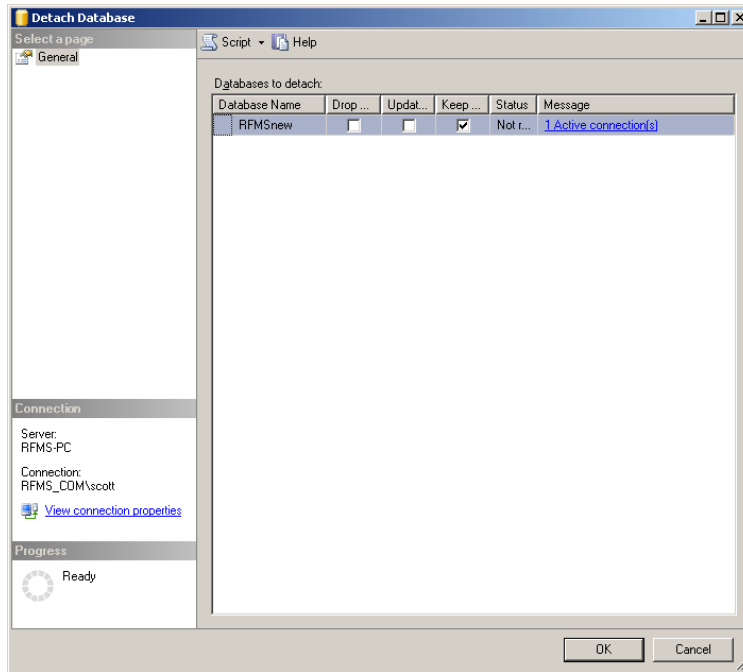 Detach Database
Select a page
General
Script Help
Databases to detach:
Database Name Drop ... Updat... Keep ... Status Message
RFMSnew Not r... 1 Active connection(s)
Connection
Server:
RFMS-PC
Connection:
RFMS_COM\scott
View connection properties
Progress
Ready
OK Cancel